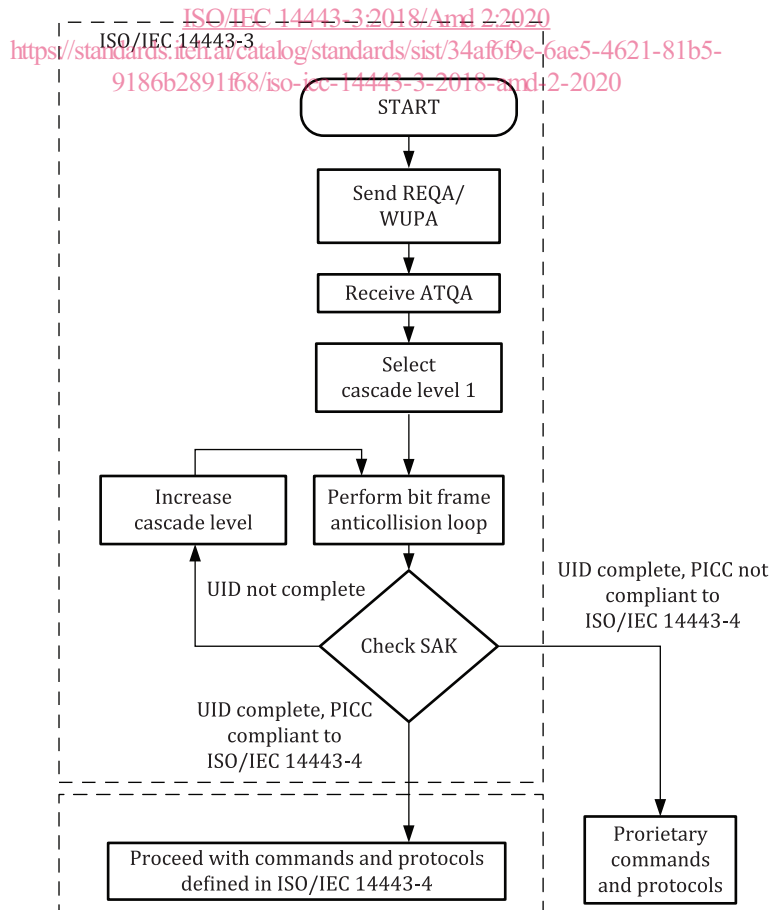 ISO/IEC 14443-3:2018/Amd 2:2020
ISO/IEC 14443-3
https://standards.iteh.ai/catalog/standards/sist/34af6f9e-6ae5-4621-81b5-
9186b2891f68/iso-iec-14443-3-2018-amd-2-2020
START
Send REQA/
WUPA
Receive ATQA
Select
cascade level 1
Increase
cascade level
Perform bit frame
anticollision loop
UID not complete
UID complete, PICC not
compliant to
ISO/IEC 14443-4
Check SAK
UID complete, PICC
compliant to
ISO/IEC 14443-4
Proceed with commands and protocols
defined in ISO/IEC 14443-4
Prorietary
commands
and protocols